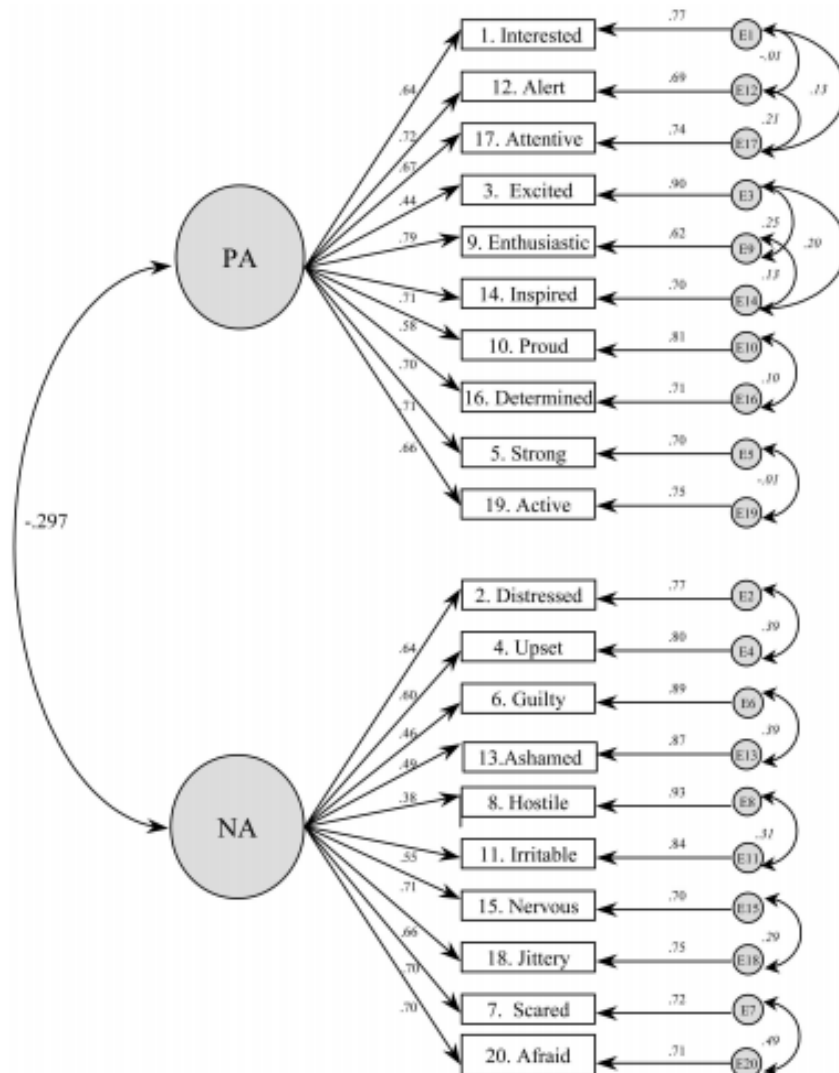 .77
1. Interested
E1
-.01
.13
.64
.69
12. Alert
E12
.21
.72
.74
17. Attentive
E17
.67
.90
3. Excited
E3
.44
.25
.20
.79
.62
9. Enthusiastic
E9
PA
.13
.70
14. Inspired
E14
.71
.58
.81
10. Proud
E10
.70
.10
.71
16. Determined
E16
.71
.70
5. Strong
E5
.66
-.01
.75
19. Active
E19
-.297
.77
2. Distressed
E2
.39
.64
.80
4. Upset
E4
.60
.89
6. Guilty
E6
.46
.39
.49
.87
13.Ashamed
E13
.38
.93
8. Hostile
E8
NA
.31
.84
11. Irritable
E11
.55
.71
.70
15. Nervous
E15
.66
.29
.75
18. Jittery
E18
.70
.72
7. Scared
E7
.70
.49
.71
20. Afraid
E20